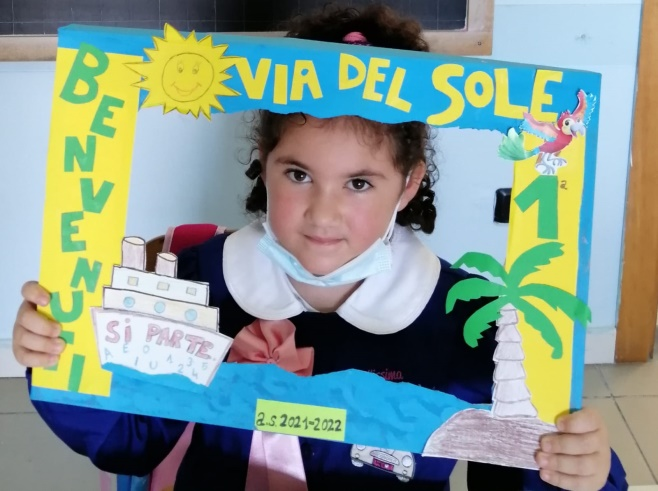 BENVENUTI
VIA DEL SOLE
1ª
SI PARTE
a.s. 2021-2022